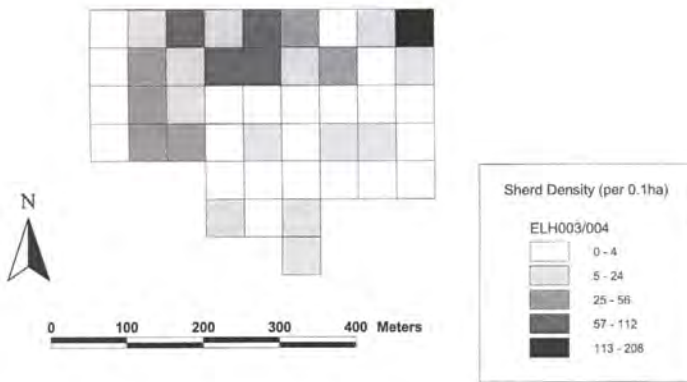 N
0 100 200 300 400 Meters
Sherd Density (per 0.1ha)
ELH003/004
0 - 4
5 - 24
25 - 56
57 - 112
113 - 208